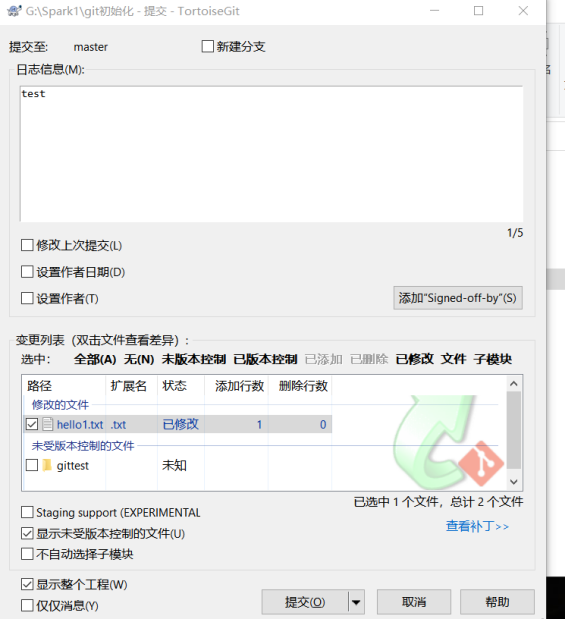 G:\Spark1\git初始化 - 提交 - TortoiseGit
提交至: master 新建分支
日志信息(M):
test
1/5
修改上次提交(L)
设置作者日期(D)
设置作者(T) 添加"Signed-off-by"(S)
变更列表（双击文件查看差异）:
选中: 全部(A) 无(N) 未版本控制 已版本控制 已添加 已删除 已修改 文件 子模块
路径 扩展名 状态 添加行数 删除行数
修改的文件
hello1.txt .txt 已修改 1 0
未受版本控制的文件
gittest 未知
已选中 1 个文件，总计 2 个文件
Staging support (EXPERIMENTAL
查看补丁>>
显示未受版本控制的文件(U)
不自动选择子模块
显示整个工程(W)
仅仅消息(Y)
提交(O) 取消 帮助